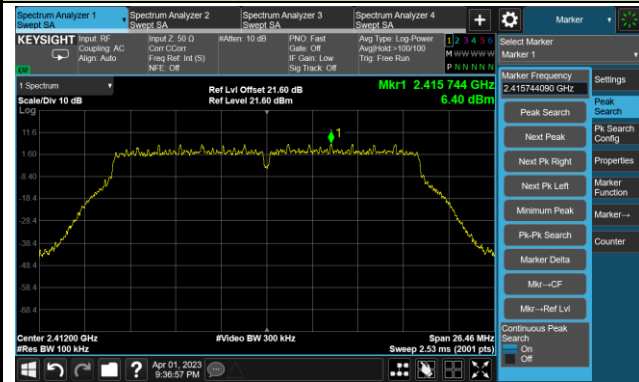 Spectrum Analyzer 1
Swept SA
Spectrum Analyzer 2
Swept SA
Spectrum Analyzer 3
Swept SA
Spectrum Analyzer 4
Swept SA
+
Marker
KEYSIGHT
Input: RF
Coupling: AC
Align: Auto
Input Z: 50 Ω
Corr CCorr
Freq Ref: Int (S)
NFE: Off
#Atten: 10 dB
PNO: Fast
Gate: Off
IF Gain: Low
Sig Track: Off
Avg Type: Log-Power
Avg|Hold:>100/100
Trig: Free Run
1 2 3 4 5 6
M W W W W W
P N N N N N
LXI
Select Marker
Marker 1
1 Spectrum
Scale/Div 10 dB
Log
Ref Lvl Offset 21.60 dB
Ref Level 21.60 dBm
Mkr1 2.415 744 GHz
6.40 dBm
11.6
1.60
-8.40
-18.4
-28.4
-38.4
-48.4
-58.4
-68.4
1
Center 2.41200 GHz
#Res BW 100 kHz
#Video BW 300 kHz
Span 26.46 MHz
Sweep 2.53 ms (2001 pts)
Marker Frequency
2.415744090 GHz
Peak Search
Next Peak
Next Pk Right
Next Pk Left
Minimum Peak
Pk-Pk Search
Marker Delta
Mkr→CF
Mkr→Ref Lvl
Continuous Peak
Search
On
Off
Settings
Peak
Search
Pk Search
Config
Properties
Marker
Function
Marker→
Counter
?
Apr 01, 2023
9:36:57 PM